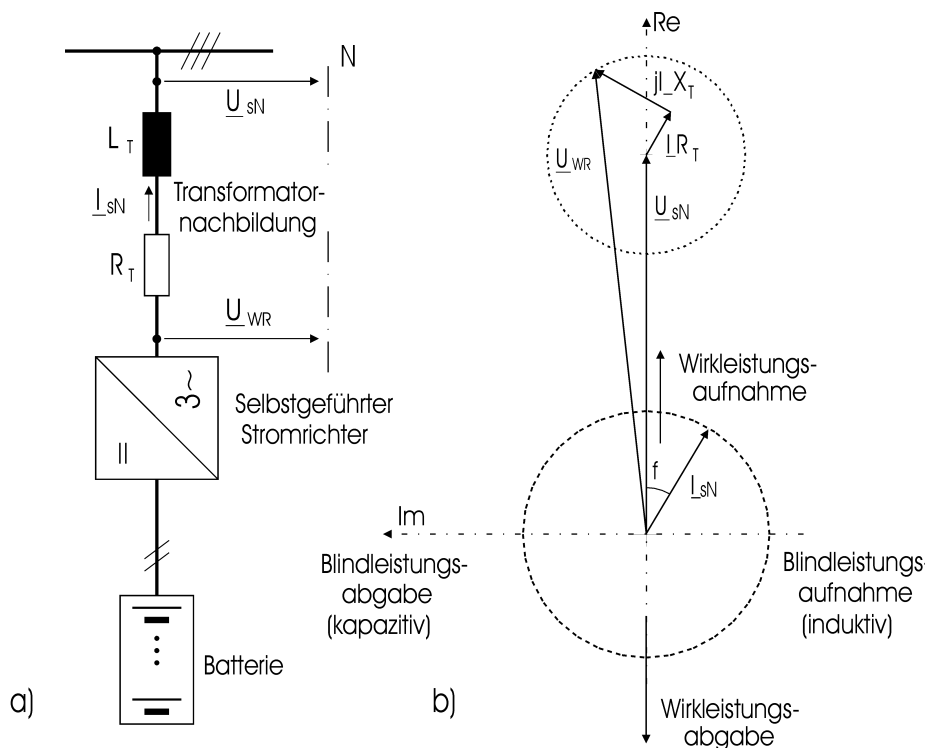 N
U_sN
L_T
Transformator-
nachbildung
I_sN
R_T
U_WR
3~
=
Selbstgeführter
Stromrichter
Batterie
a)
Re
jI_X_T
I_R_T
U_WR
U_sN
Wirkleistungs-
aufnahme
f
I_sN
Im
Blindleistungs-
abgabe
(kapazitiv)
Blindleistungs-
aufnahme
(induktiv)
Wirkleistungs-
abgabe
b)